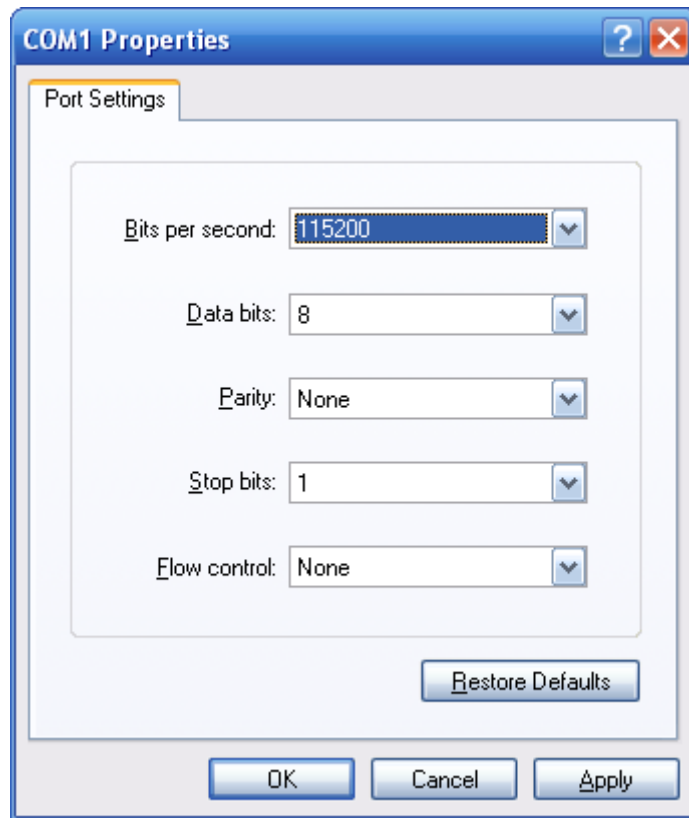 COM1 Properties
Port Settings
Bits per second: 115200
Data bits: 8
Parity: None
Stop bits: 1
Flow control: None
Restore Defaults
OK Cancel Apply